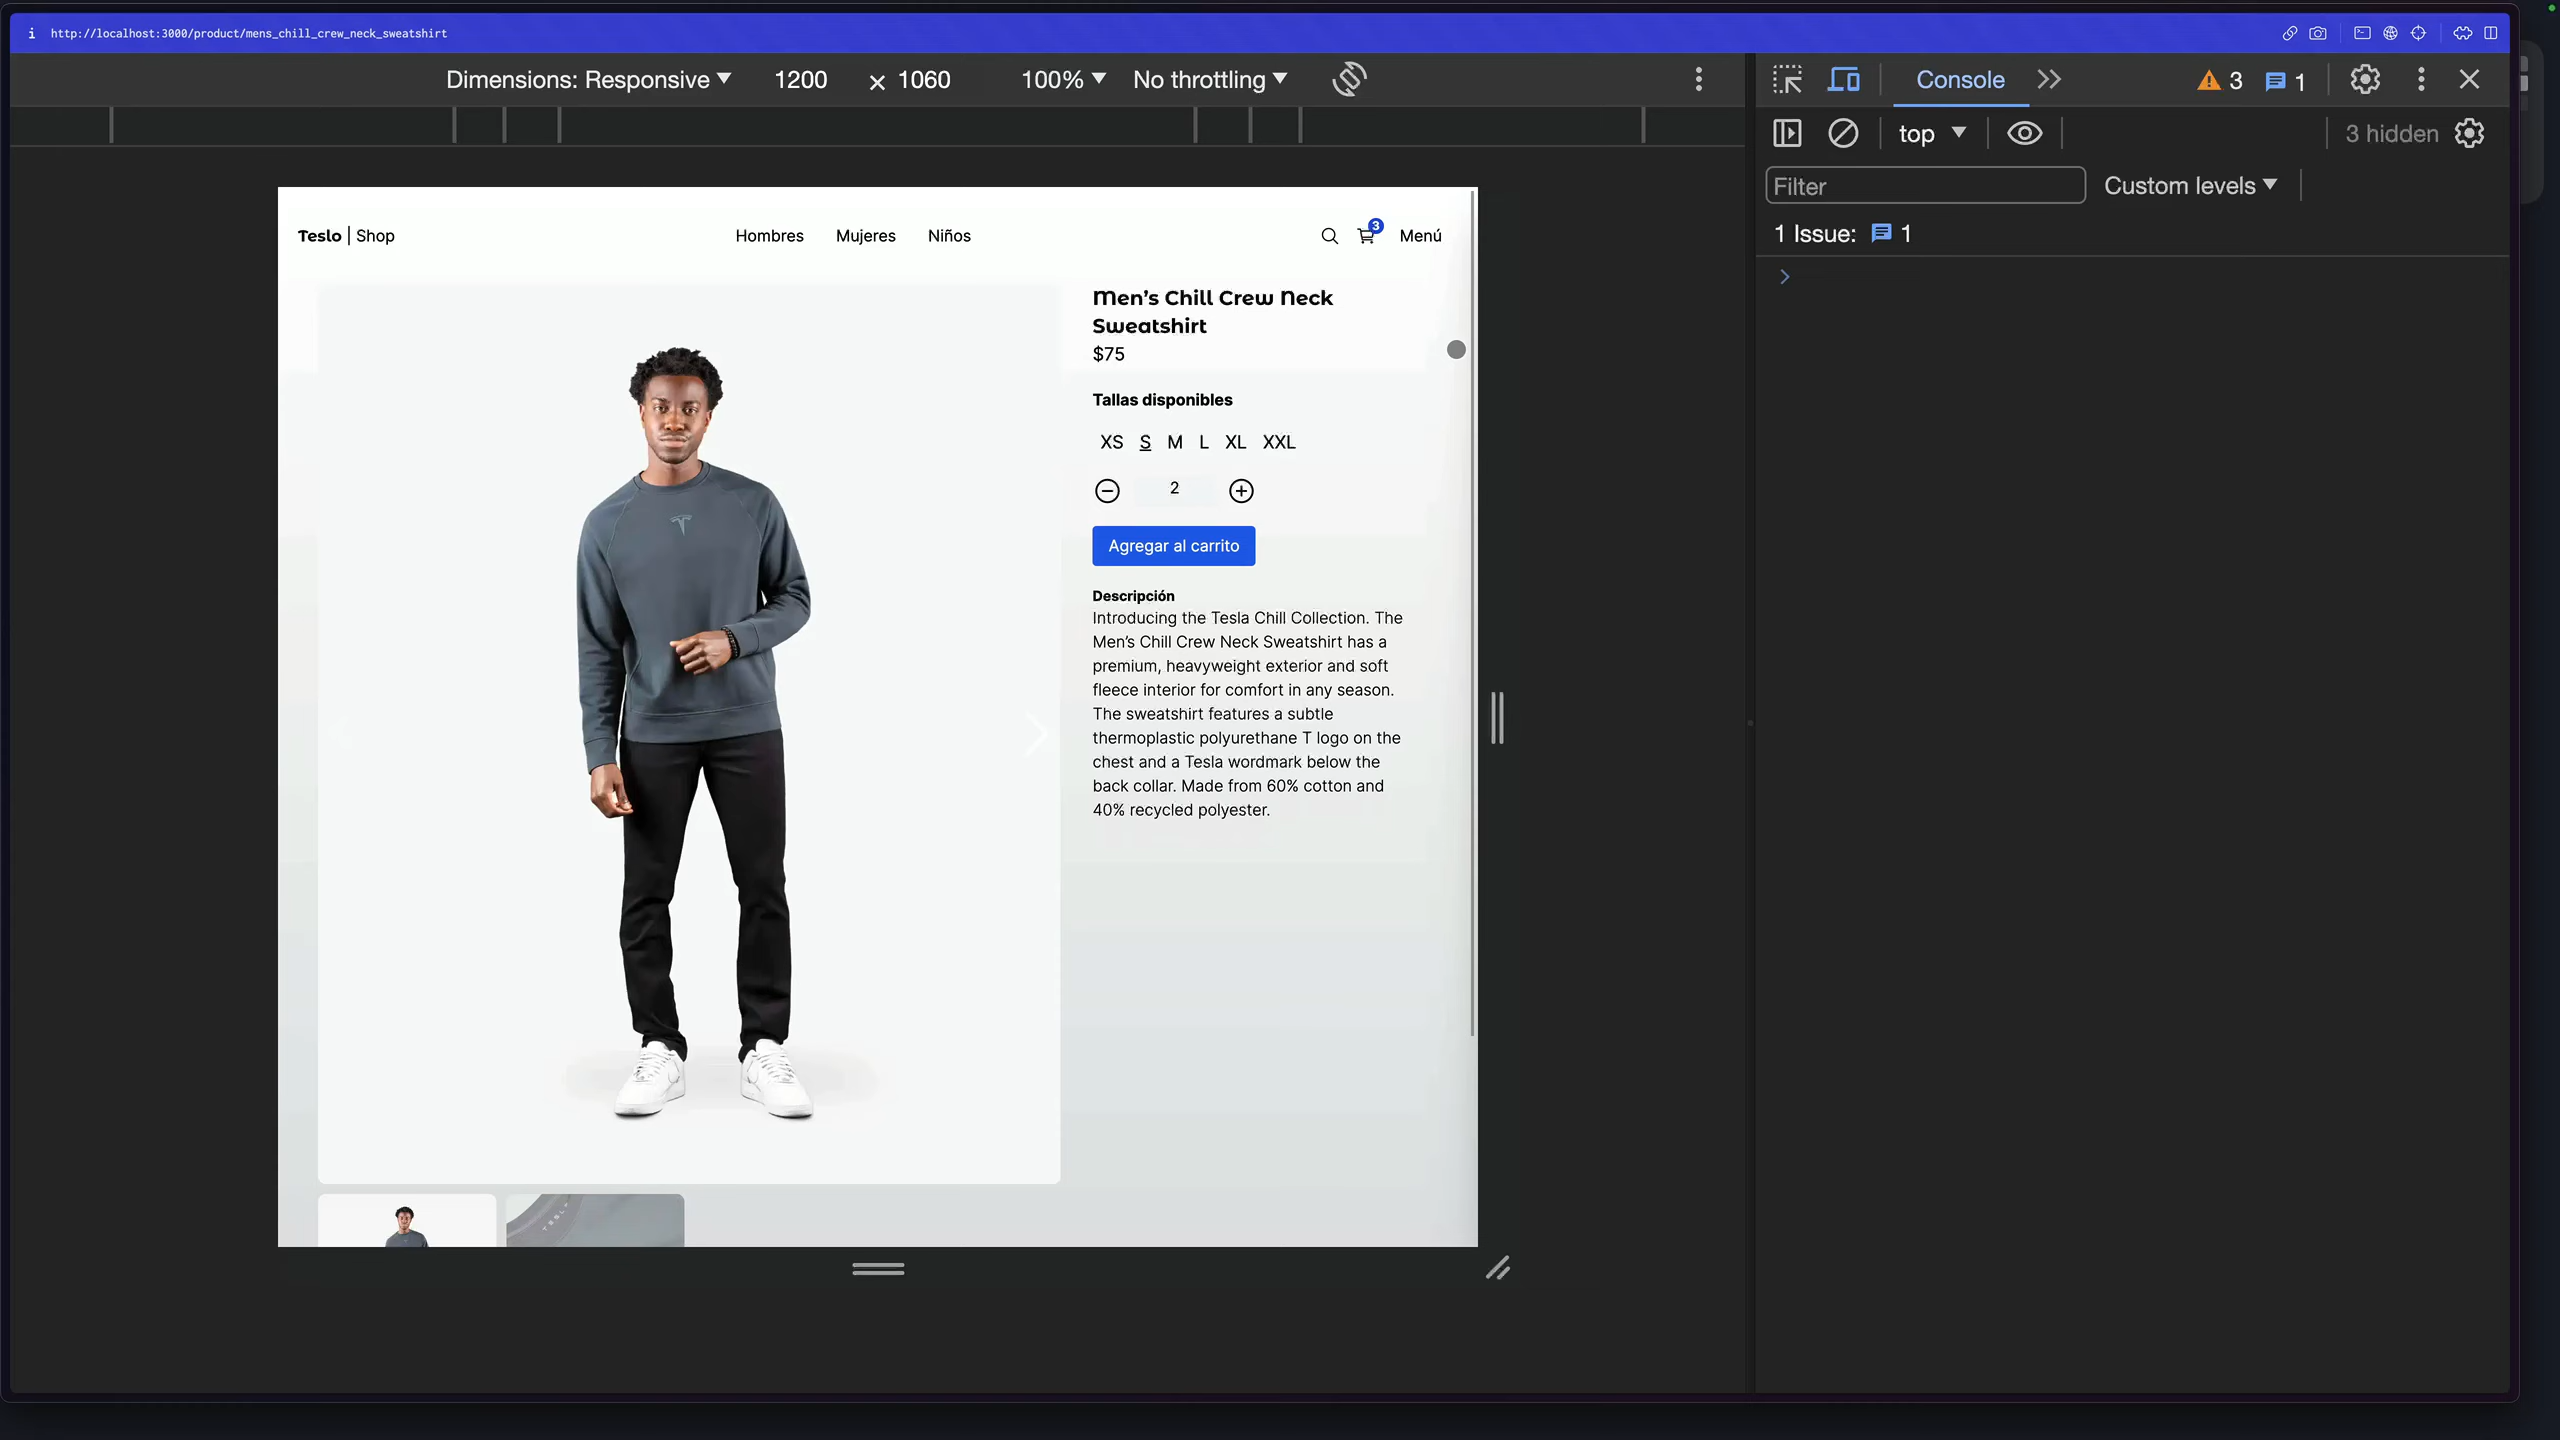 i http://localhost:3000/product/mens_chill_crew_neck_sweatshirt
Dimensions: Responsive 1200 × 1060 100% No throttling
Console 3 1
top 3 hidden
Filter Custom levels
1 Issue: 1
Teslo | Shop Hombres Mujeres Niños 3 Menú
Men's Chill Crew Neck
Sweatshirt
$75
Tallas disponibles
XS S M L XL XXL
2
Agregar al carrito
Descripción
Introducing the Tesla Chill Collection. The
Men's Chill Crew Neck Sweatshirt has a
premium, heavyweight exterior and soft
fleece interior for comfort in any season.
The sweatshirt features a subtle
thermoplastic polyurethane T logo on the
chest and a Tesla wordmark below the
back collar. Made from 60% cotton and
40% recycled polyester.
TESLA